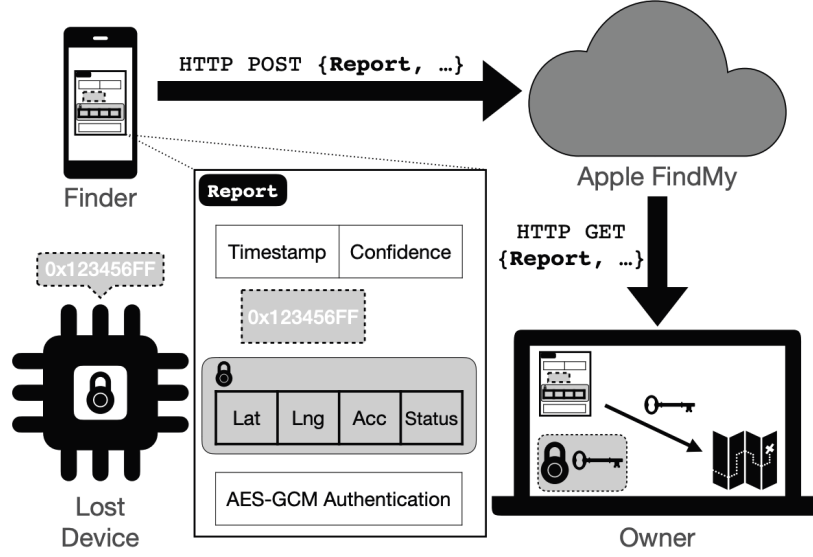 HTTP POST {Report, …}
Finder
Apple FindMy
Report
HTTP GET
{Report, …}
Timestamp
Confidence
0x123456FF
0x123456FF
Lat
Lng
Acc
Status
AES-GCM Authentication
Lost
Device
Owner